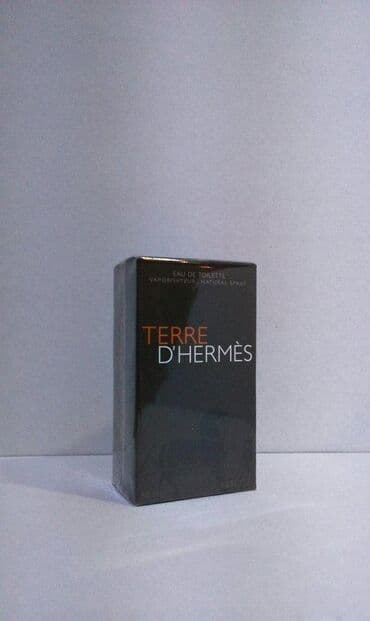 EAU DE TOILETTE
VAPORISATEUR - NATURAL SPRAY
TERRE
D'HERMÈS